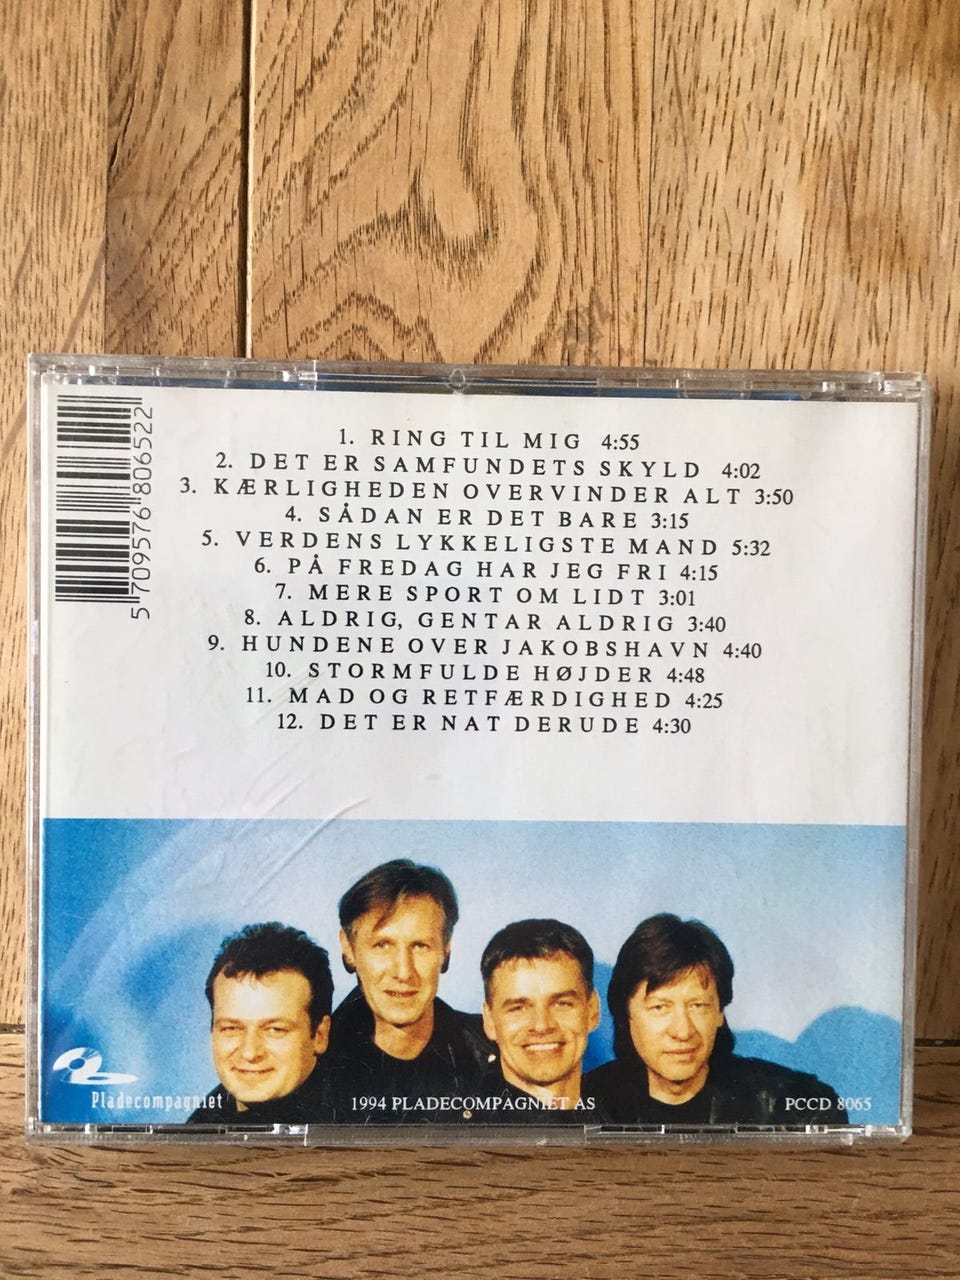 1. RING TIL MIG 4:55
2. DET ER SAMFUNDETS SKYLD 4:02
3. KÆRLIGHEDEN OVERVINDER ALT 3:50
4. SÅDAN ER DET BARE 3:15
5. VERDENS LYKKELIGSTE MAND 5:32
6. PÅ FREDAG HAR JEG FRI 4:15
7. MERE SPORT OM LIDT 3:01
8. ALDRIG, GENTAR ALDRIG 3:40
9. HUNDENE OVER JAKOBSHAVN 4:40
10. STORMFULDE HØJDER 4:48
11. MAD OG RETFÆRDIGHED 4:25
12. DET ER NAT DERUDE 4:30
5 709576 806522
Pladecompagniet
1994 PLADECOMPAGNIET AS
PCCD 8065